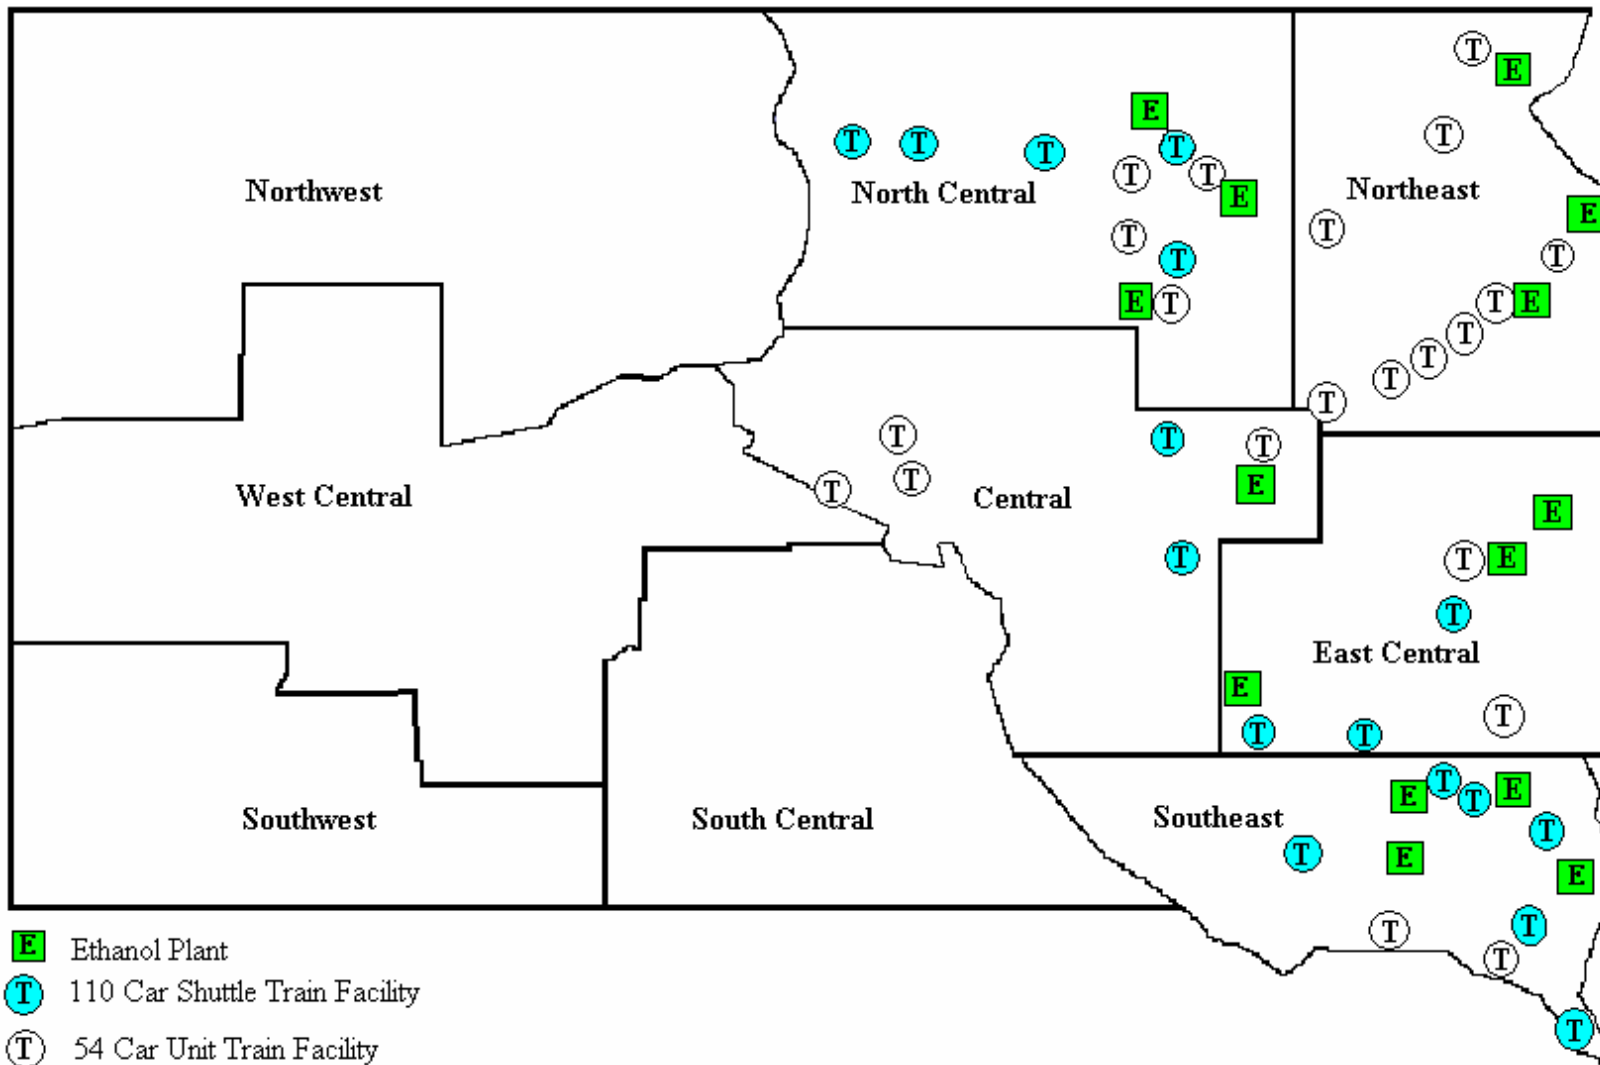 T
E
E
T
T
T
T
T
T
T
T
Northwest
North Central
E
Northeast
E
T
T
T
T
E
T
T
E
T
T
T
T
T
T
T
T
T
E
T
West Central
T
Central
E
T
T
E
T
East Central
E
T
T
T
T
E
T
E
Southwest
South Central
Southeast
T
T
E
E
T
T
T
E Ethanol Plant
T 110 Car Shuttle Train Facility
T
T 54 Car Unit Train Facility